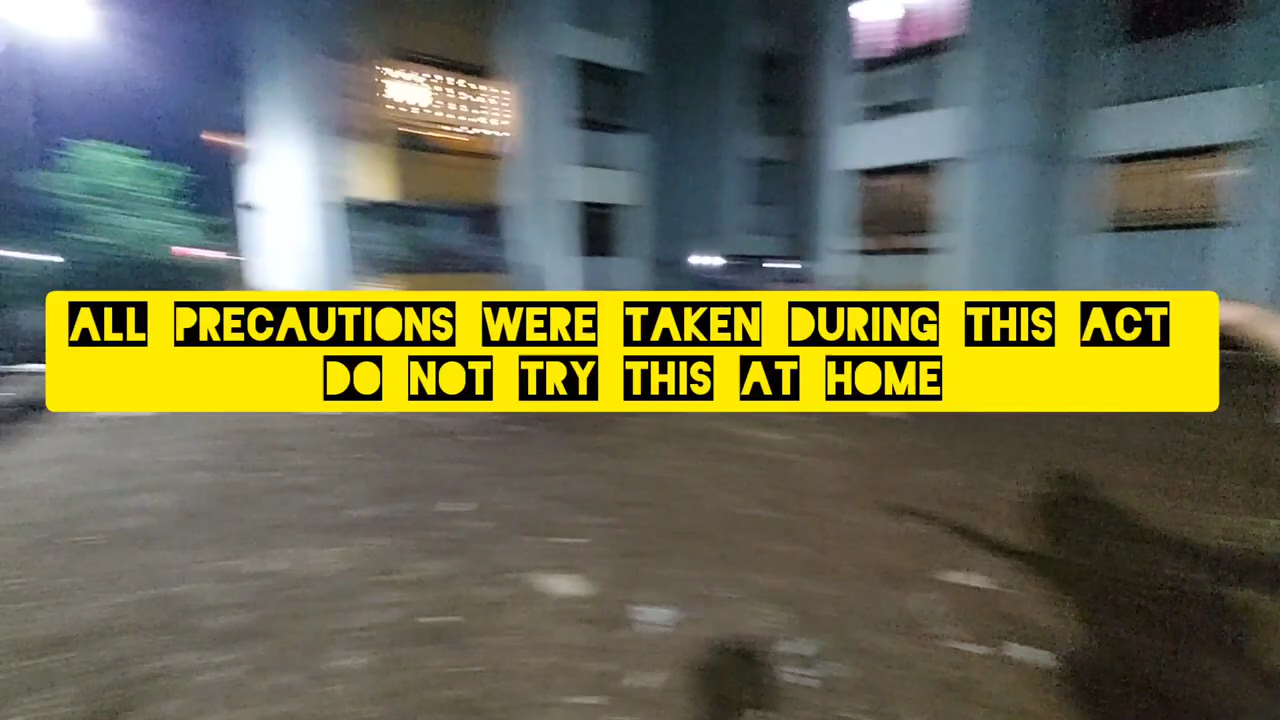 ALL PRECAUTIONS WERE TAKEN DURING THIS ACT
DO NOT TRY THIS AT HOME